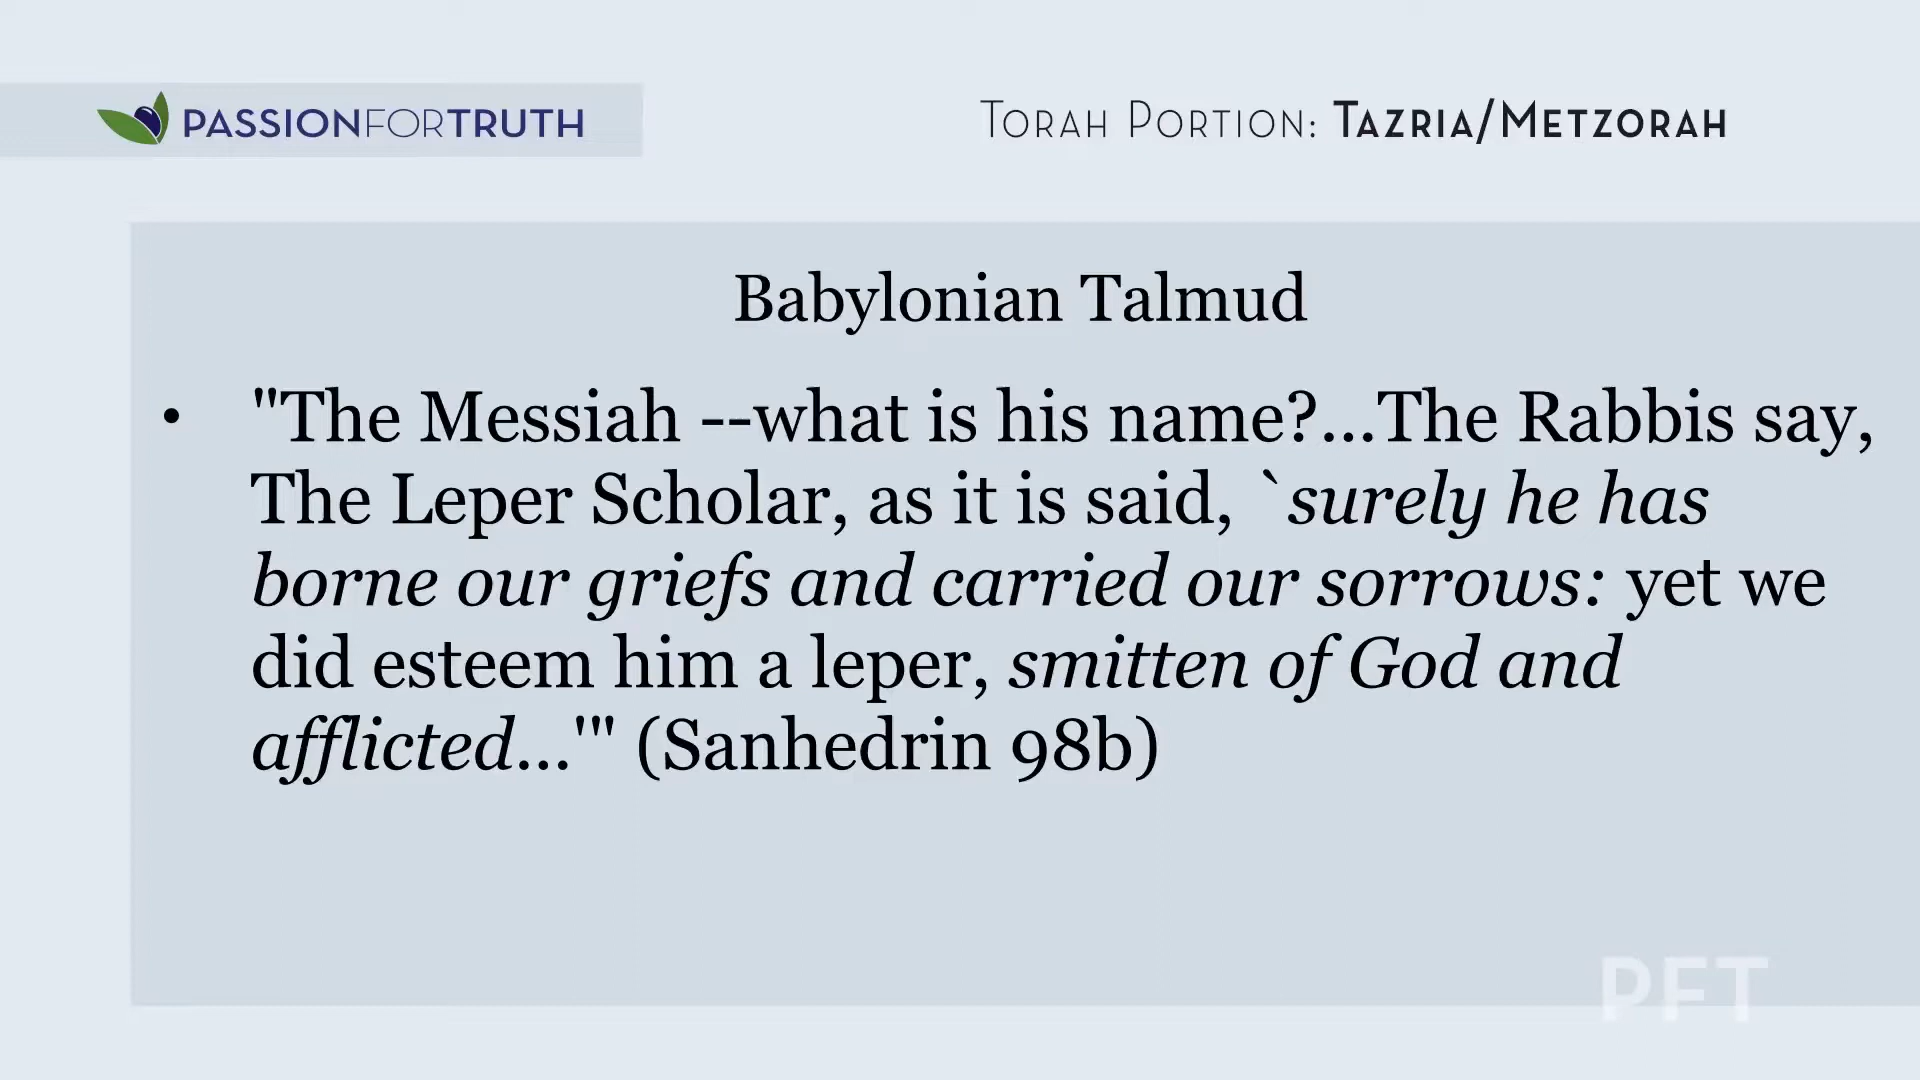 PASSIONFORTRUTH
TORAH PORTION: TAZRIA/METZORAH
Babylonian Talmud
• "The Messiah --what is his name?...The Rabbis say,
The Leper Scholar, as it is said, `surely he has
borne our griefs and carried our sorrows: yet we
did esteem him a leper, smitten of God and
afflicted...'" (Sanhedrin 98b)
PFT